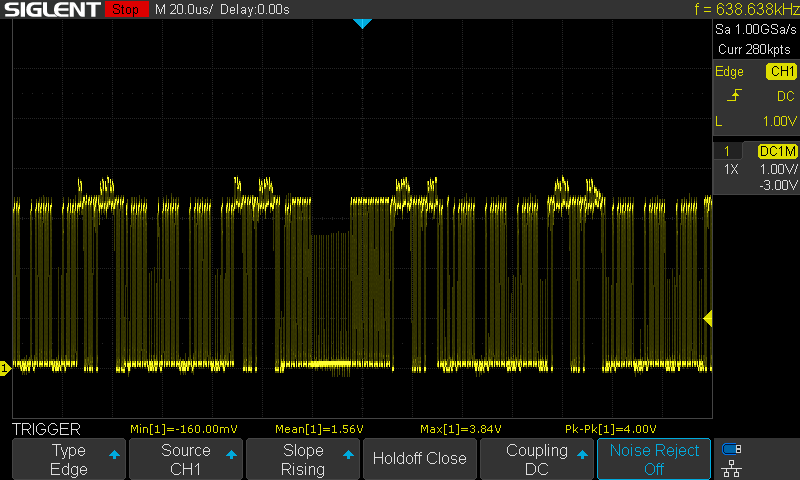 SIGLENT Stop M 20.0us/ Delay:0.00s f = 638.638kHz
Sa 1.00GSa/s
Curr 280kpts
Edge CH1
DC
L 1.00V
1 DC1M
1X 1.00V/
-3.00V
1
TRIGGER Min[1]=-160.00mV Mean[1]=1.56V Max[1]=3.84V Pk-Pk[1]=4.00V
Type Source Slope Holdoff Close Coupling Noise Reject
Edge CH1 Rising DC Off